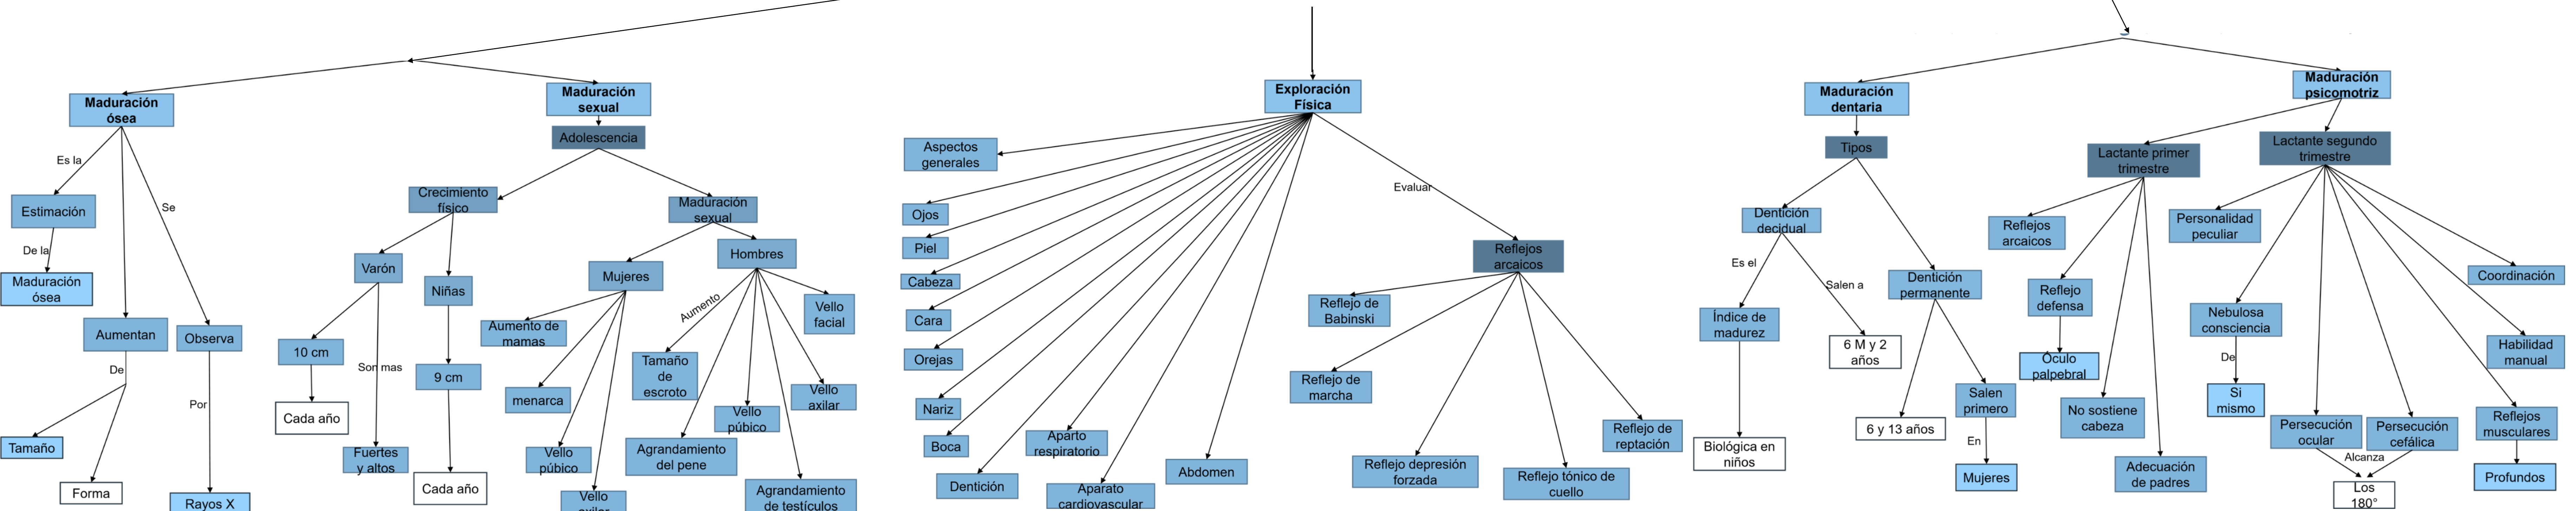 Maduración
ósea
Es la
Se
Estimación
De la
Maduración
ósea
Aumentan
Observa
De
Por
Tamaño
Forma
Rayos X
Maduración
sexual
Adolescencia
Crecimiento
físico
Maduración
sexual
Varón
Niñas
10 cm
Son mas
9 cm
Cada año
Fuertes
y altos
Cada año
Mujeres
Hombres
Aumento de
mamas
menarca
Vello
púbico
Vello
axilar
Aumento
Tamaño
de
escroto
Agrandamiento
del pene
Vello
púbico
Agrandamiento
de testículos
Vello
axilar
Vello
facial
Exploración
Física
Aspectos
generales
Ojos
Piel
Cabeza
Cara
Orejas
Nariz
Boca
Dentición
Aparto
respiratorio
Aparato
cardiovascular
Abdomen
Evaluar
Reflejos
arcaicos
Reflejo de
Babinski
Reflejo de
marcha
Reflejo depresión
forzada
Reflejo tónico de
cuello
Reflejo de
reptación
Maduración
dentaria
Tipos
Dentición
decidual
Es el
Salen a
Índice de
madurez
6 M y 2
años
Biológica en
niños
Dentición
permanente
6 y 13 años
Salen
primero
En
Mujeres
Maduración
psicomotriz
Lactante primer
trimestre
Reflejos
arcaicos
Reflejo
defensa
Óculo
palpebral
No sostiene
cabeza
Adecuación
de padres
Lactante segundo
trimestre
Personalidad
peculiar
Nebulosa
consciencia
De
Si
mismo
Persecución
ocular
Persecución
cefálica
Alcanza
Los
180°
Coordinación
Habilidad
manual
Reflejos
musculares
Profundos